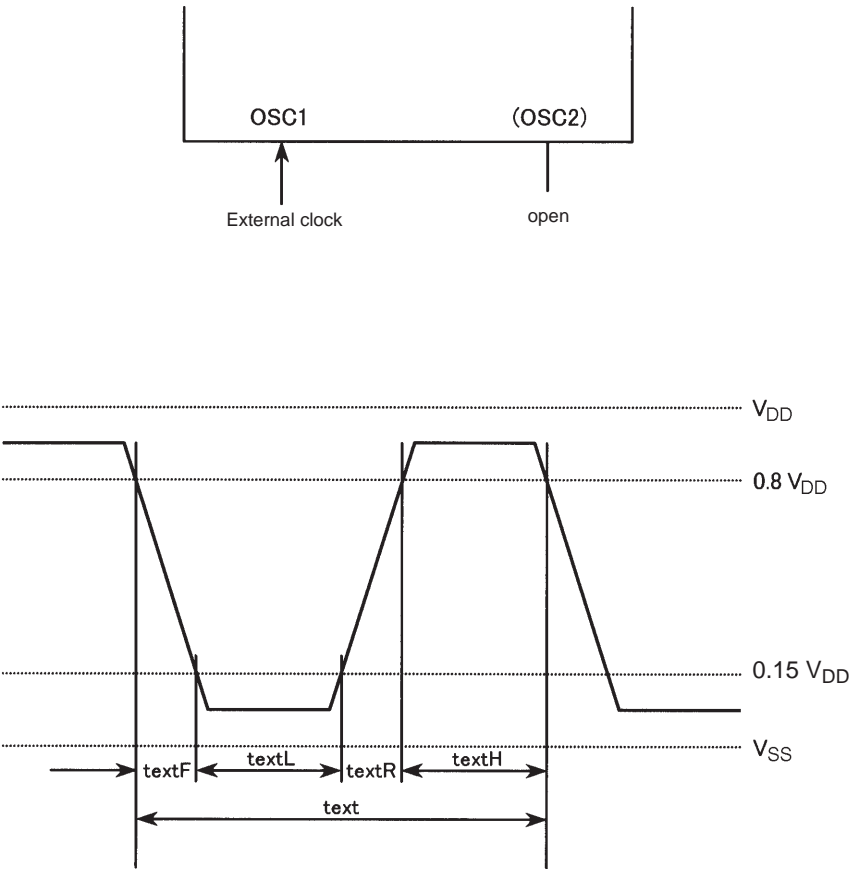 OSC1 (OSC2)
External clock open
VDD
0.8 VDD
0.15 VDD
VSS
textF textL textR textH
text